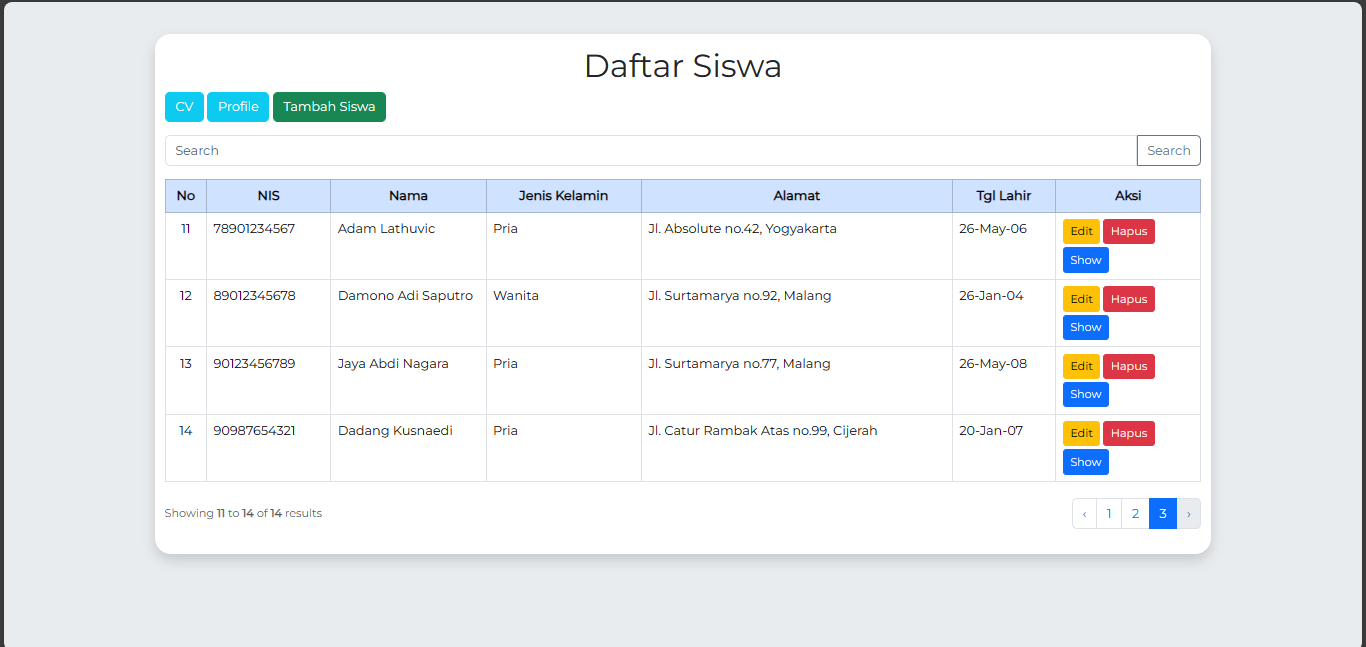 Daftar Siswa
CV Profile Tambah Siswa
Search Search
No NIS Nama Jenis Kelamin Alamat Tgl Lahir Aksi
11 78901234567 Adam Lathuvic Pria Jl. Absolute no.42, Yogyakarta 26-May-06 Edit Hapus
Show
12 89012345678 Damono Adi Saputro Wanita Jl. Surtamarya no.92, Malang 26-Jan-04 Edit Hapus
Show
13 90123456789 Jaya Abdi Nagara Pria Jl. Surtamarya no.77, Malang 26-May-08 Edit Hapus
Show
14 90987654321 Dadang Kusnaedi Pria Jl. Catur Rambak Atas no.99, Cijerah 20-Jan-07 Edit Hapus
Show
Showing 11 to 14 of 14 results ‹ 1 2 3 ›